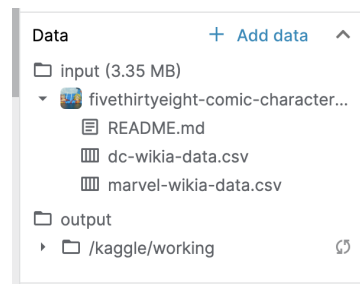 Data + Add data
input (3.35 MB)
fivethirtyeight-comic-character...
README.md
dc-wikia-data.csv
marvel-wikia-data.csv
output
/kaggle/working